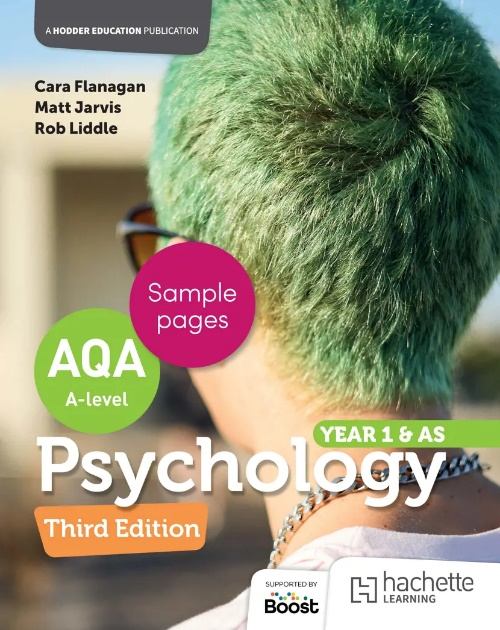 A HODDER EDUCATION PUBLICATION
Cara Flanagan
Matt Jarvis
Rob Liddle
Sample
pages
AQA
A-level
YEAR 1 & AS
Psychology
Third Edition
SUPPORTED BY
Boost
hachette
LEARNING